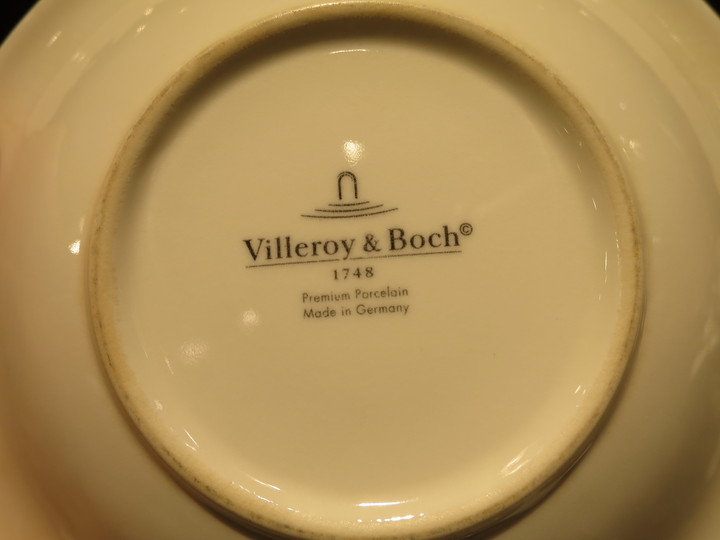 Villeroy & Boch©
1748
Premium Porcelain
Made in Germany